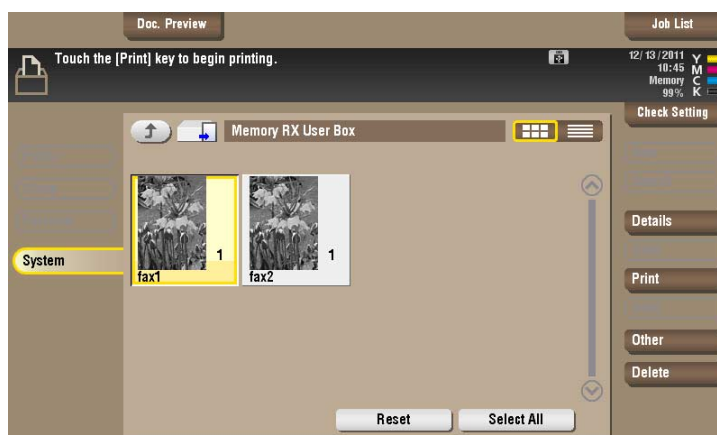 Doc. Preview
Job List
Touch the [Print] key to begin printing.
12/13/2011
10:45
Memory
99%
Y
M
C
K
Check Setting
Memory RX User Box
System
1
fax1
1
fax2
Details
Print
Other
Delete
Reset
Select All